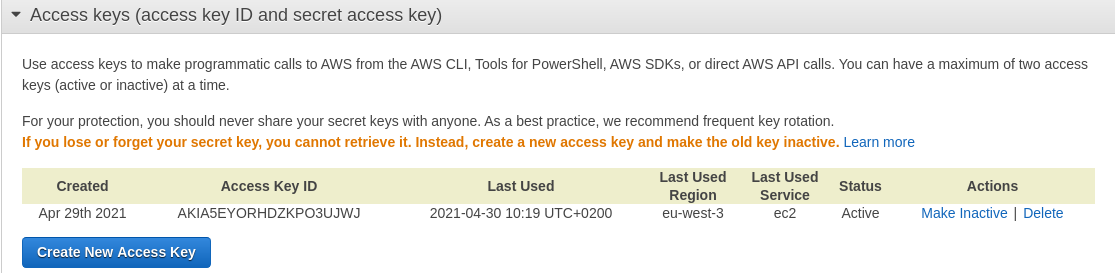 Access keys (access key ID and secret access key)
Use access keys to make programmatic calls to AWS from the AWS CLI, Tools for PowerShell, AWS SDKs, or direct AWS API calls. You can have a maximum of two access
keys (active or inactive) at a time.
For your protection, you should never share your secret keys with anyone. As a best practice, we recommend frequent key rotation.
If you lose or forget your secret key, you cannot retrieve it. Instead, create a new access key and make the old key inactive. Learn more
Created Access Key ID Last Used Last Used Region Last Used Service Status Actions
Apr 29th 2021 AKIA5EYORHDZKPO3UJWJ 2021-04-30 10:19 UTC+0200 eu-west-3 ec2 Active Make Inactive | Delete
Create New Access Key